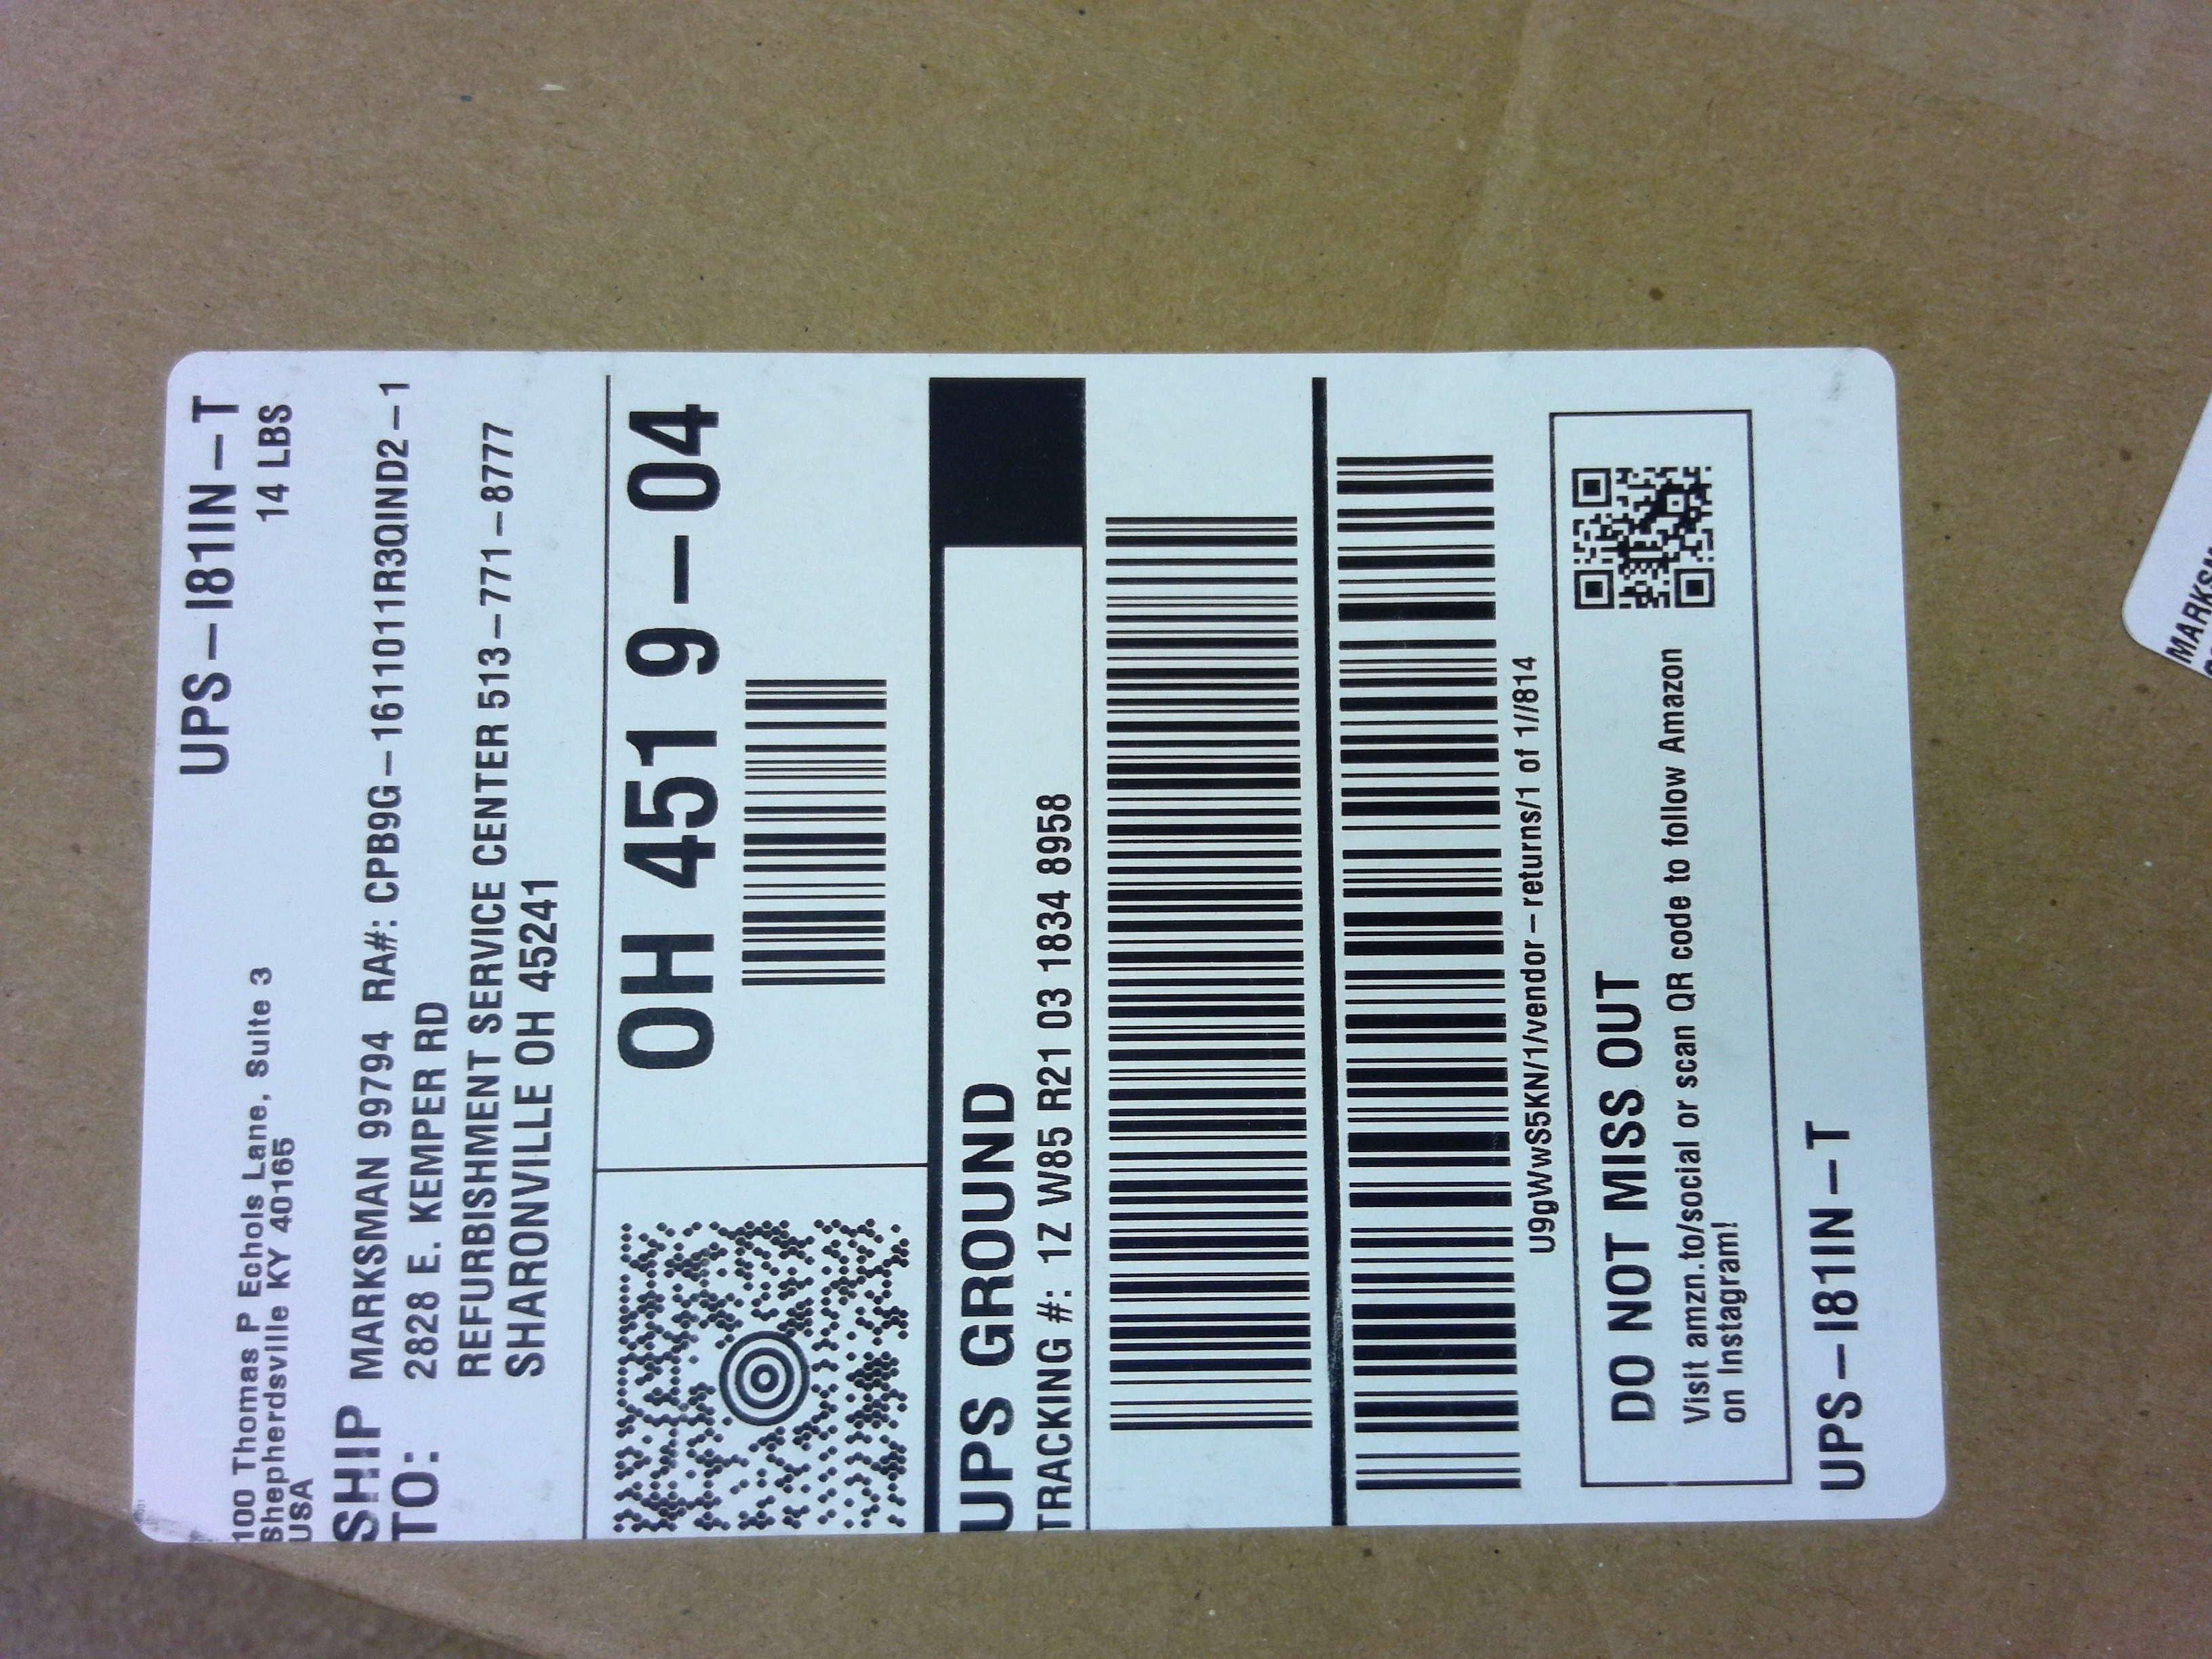 UPS-I81IN-T
14 LBS
100 Thomas P Echols Lane, Suite 3
Shepherdsville KY 40165
USA
SHIP TO:
MARKSMAN 99794 RA#: CPB9G-16111011R3QIND2-1
2828 E. KEMPER RD
REFURBISHMENT SERVICE CENTER 513-771-8777
SHARONVILLE OH 45241
OH 451 9-04
UPS GROUND
TRACKING #: 1Z W85 R21 03 1834 8958
U9gWwS5KN/1/vendor-returns/1 of 1//814
DO NOT MISS OUT
Visit amzn.to/social or scan QR code to follow Amazon
on Instagram!
UPS-I81IN-T